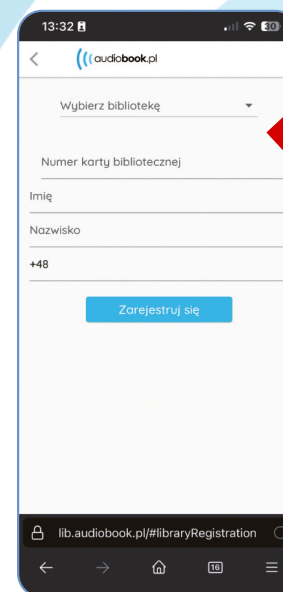 13:32
30
audiobook.pl
Wybierz bibliotekę
Numer karty bibliotecznej
Imię
Nazwisko
+48
Zarejestruj się
lib.audiobook.pl/#libraryRegistration
16